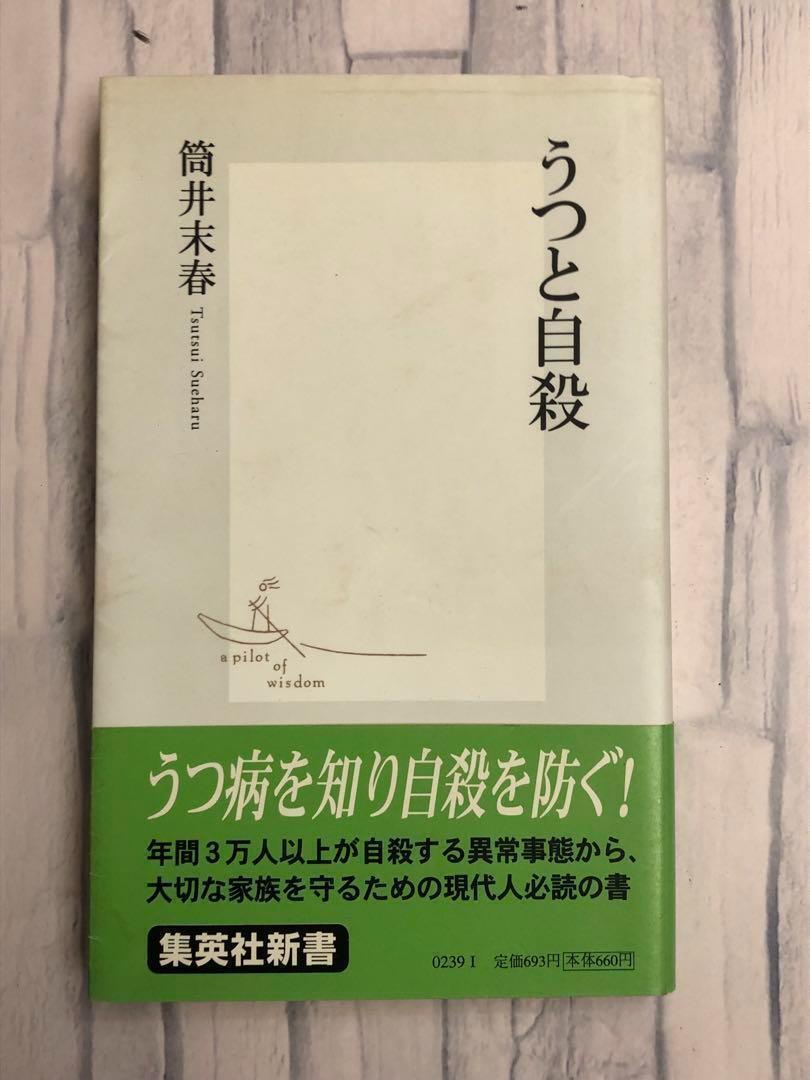 うつと自殺
筒井末春
Tsutsui Sueharu
a pilot
of
wisdom
うつ病を知り自殺を防ぐ!
年間3万人以上が自殺する異常事態から、
大切な家族を守るための現代人必読の書
集英社新書
0239 I 定価693円 本体660円